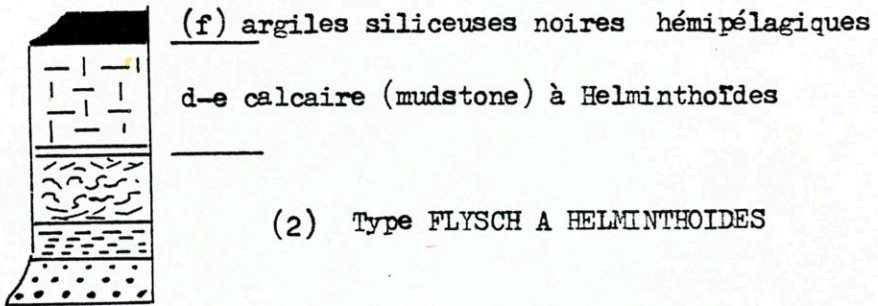 (f) argiles siliceuses noires hémipélagiques
d-e calcaire (mudstone) à Helminthoïdes
(2) Type FLYSCH A HELMINTHOIDES